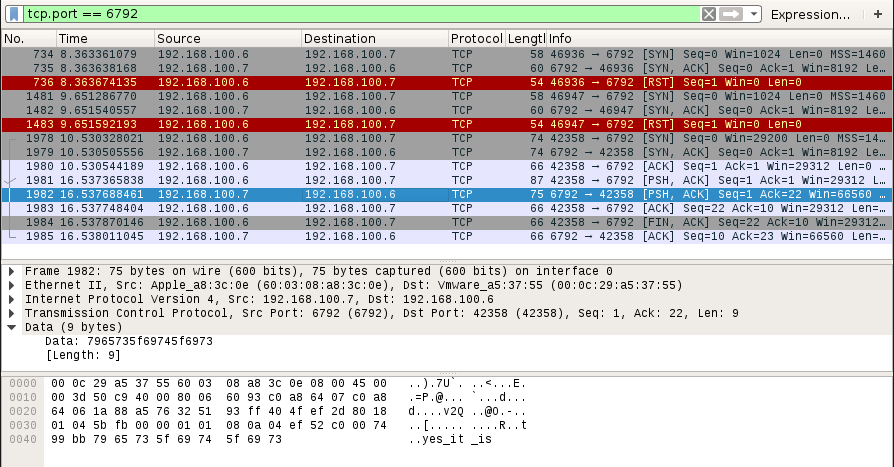 tcp.port == 6792 Expression… +
No. Time Source Destination Protocol Lengtl Info
734 8.363361079 192.168.100.6 192.168.100.7 TCP 58 46936 → 6792 [SYN] Seq=0 Win=1024 Len=0 MSS=1460
735 8.363638168 192.168.100.7 192.168.100.6 TCP 60 6792 → 46936 [SYN, ACK] Seq=0 Ack=1 Win=8192 Le…
736 8.363674135 192.168.100.6 192.168.100.7 TCP 54 46936 → 6792 [RST] Seq=1 Win=0 Len=0
1481 9.651286770 192.168.100.6 192.168.100.7 TCP 58 46947 → 6792 [SYN] Seq=0 Win=1024 Len=0 MSS=1460
1482 9.651540557 192.168.100.7 192.168.100.6 TCP 60 6792 → 46947 [SYN, ACK] Seq=0 Ack=1 Win=8192 Le…
1483 9.651592193 192.168.100.6 192.168.100.7 TCP 54 46947 → 6792 [RST] Seq=1 Win=0 Len=0
1978 10.530328021 192.168.100.6 192.168.100.7 TCP 74 42358 → 6792 [SYN] Seq=0 Win=29200 Len=0 MSS=14…
1979 10.530505556 192.168.100.7 192.168.100.6 TCP 74 6792 → 42358 [SYN, ACK] Seq=0 Ack=1 Win=8192 Le…
1980 10.530544189 192.168.100.6 192.168.100.7 TCP 66 42358 → 6792 [ACK] Seq=1 Ack=1 Win=29312 Len=0 …
1981 16.537365838 192.168.100.6 192.168.100.7 TCP 87 42358 → 6792 [PSH, ACK] Seq=1 Ack=1 Win=29312 L…
1982 16.537688461 192.168.100.7 192.168.100.6 TCP 75 6792 → 42358 [PSH, ACK] Seq=1 Ack=22 Win=66560 …
1983 16.537748404 192.168.100.6 192.168.100.7 TCP 66 42358 → 6792 [ACK] Seq=22 Ack=10 Win=29312 Len=…
1984 16.537870146 192.168.100.6 192.168.100.7 TCP 66 42358 → 6792 [FIN, ACK] Seq=22 Ack=10 Win=29312…
1985 16.538011045 192.168.100.7 192.168.100.6 TCP 66 6792 → 42358 [ACK] Seq=10 Ack=23 Win=66560 Len=…
Frame 1982: 75 bytes on wire (600 bits), 75 bytes captured (600 bits) on interface 0
Ethernet II, Src: Apple_a8:3c:0e (60:03:08:a8:3c:0e), Dst: Vmware_a5:37:55 (00:0c:29:a5:37:55)
Internet Protocol Version 4, Src: 192.168.100.7, Dst: 192.168.100.6
Transmission Control Protocol, Src Port: 6792 (6792), Dst Port: 42358 (42358), Seq: 1, Ack: 22, Len: 9
Data (9 bytes)
Data: 7965735f69745f6973
[Length: 9]
0000 00 0c 29 a5 37 55 60 03 08 a8 3c 0e 08 00 45 00 ..).7U`. ..<...E.
0010 00 3d 50 c9 40 00 80 06 60 93 c0 a8 64 07 c0 a8 .=P.@... `...d...
0020 64 06 1a 88 a5 76 32 51 93 ff 40 4f ef 2d 80 18 d....v2Q ..@O.-..
0030 01 04 5b fb 00 00 01 01 08 0a 04 ef 52 c0 00 74 ..[..... ....R..t
0040 99 bb 79 65 73 5f 69 74 5f 69 73 ..yes_it _is